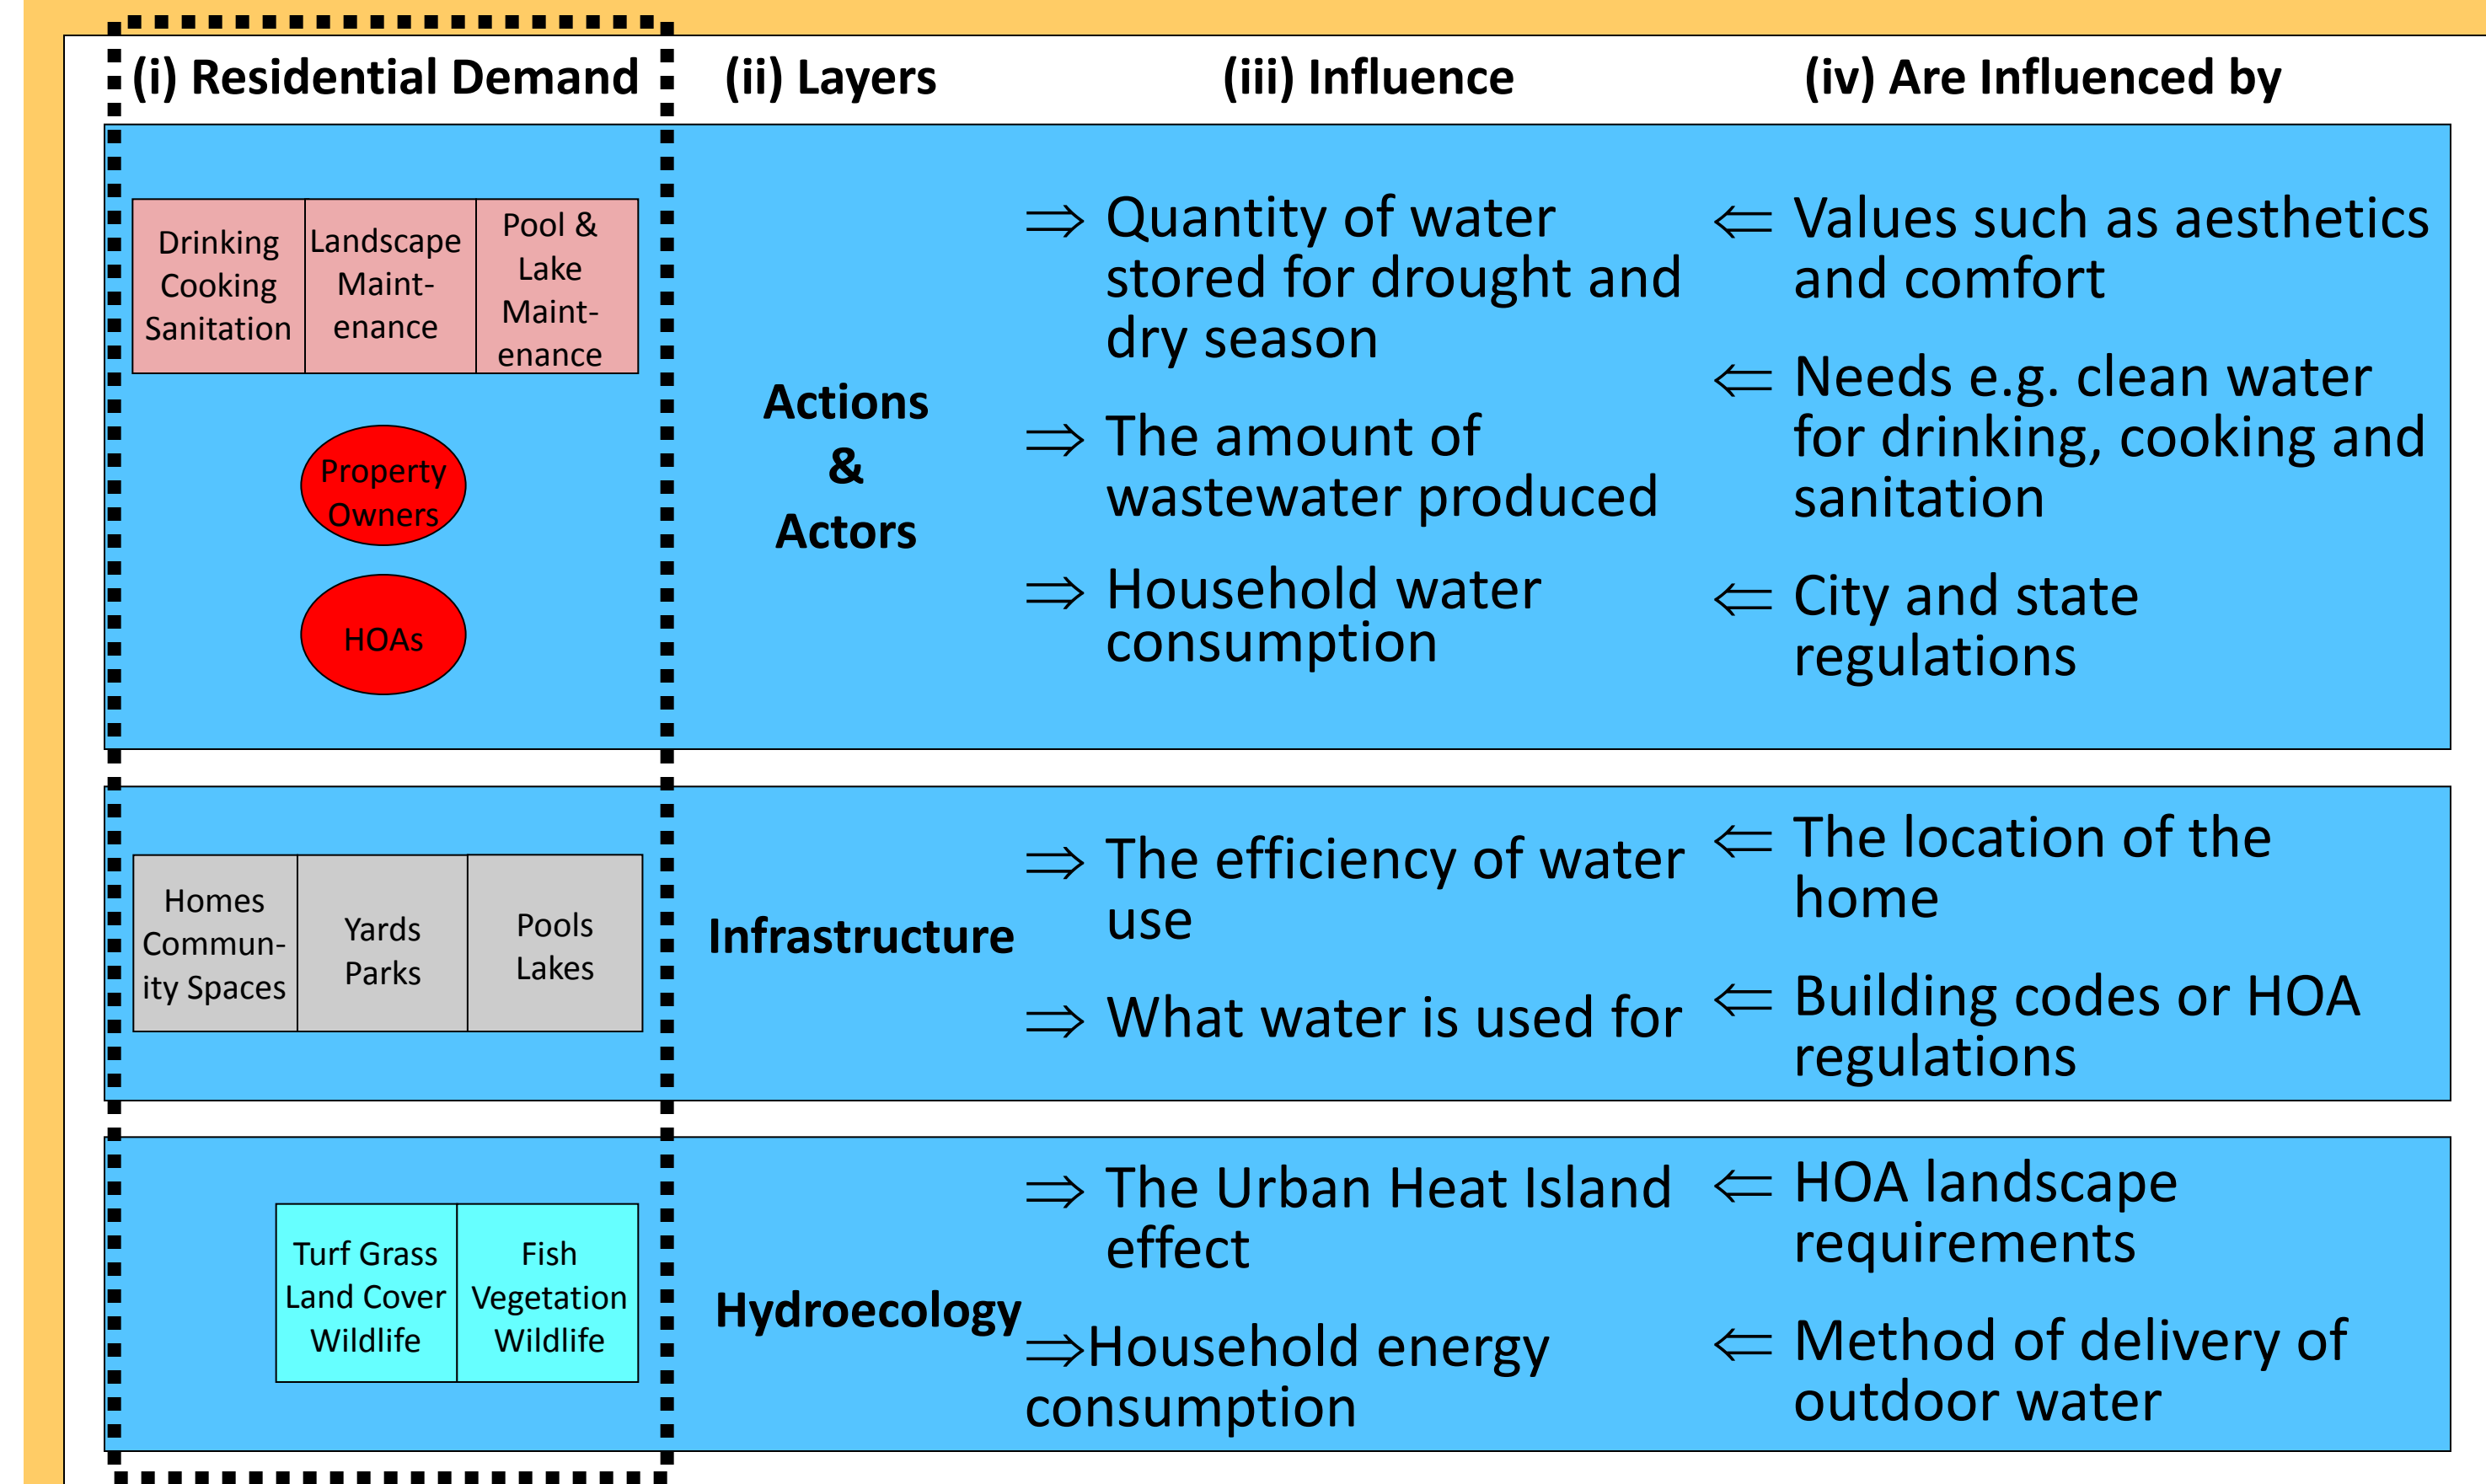 (i) Residential Demand
(ii) Layers
(iii) Influence
(iv) Are Influenced by
Drinking
Cooking
Sanitation
Landscape
Maint-
enance
Pool &
Lake
Maint-
enance
Property
Owners
HOAs
Actions
&
Actors
⇒ Quantity of water
stored for drought and
dry season
⇒ The amount of
wastewater produced
⇒ Household water
consumption
⇐ Values such as aesthetics
and comfort
⇐ Needs e.g. clean water
for drinking, cooking and
sanitation
⇐ City and state
regulations
Homes
Commun-
ity Spaces
Yards
Parks
Pools
Lakes
Infrastructure
⇒ The efficiency of water
use
⇒ What water is used for
⇐ The location of the
home
⇐ Building codes or HOA
regulations
Turf Grass
Land Cover
Wildlife
Fish
Vegetation
Wildlife
Hydroecology
⇒ The Urban Heat Island
effect
⇒Household energy
consumption
⇐ HOA landscape
requirements
⇐ Method of delivery of
outdoor water